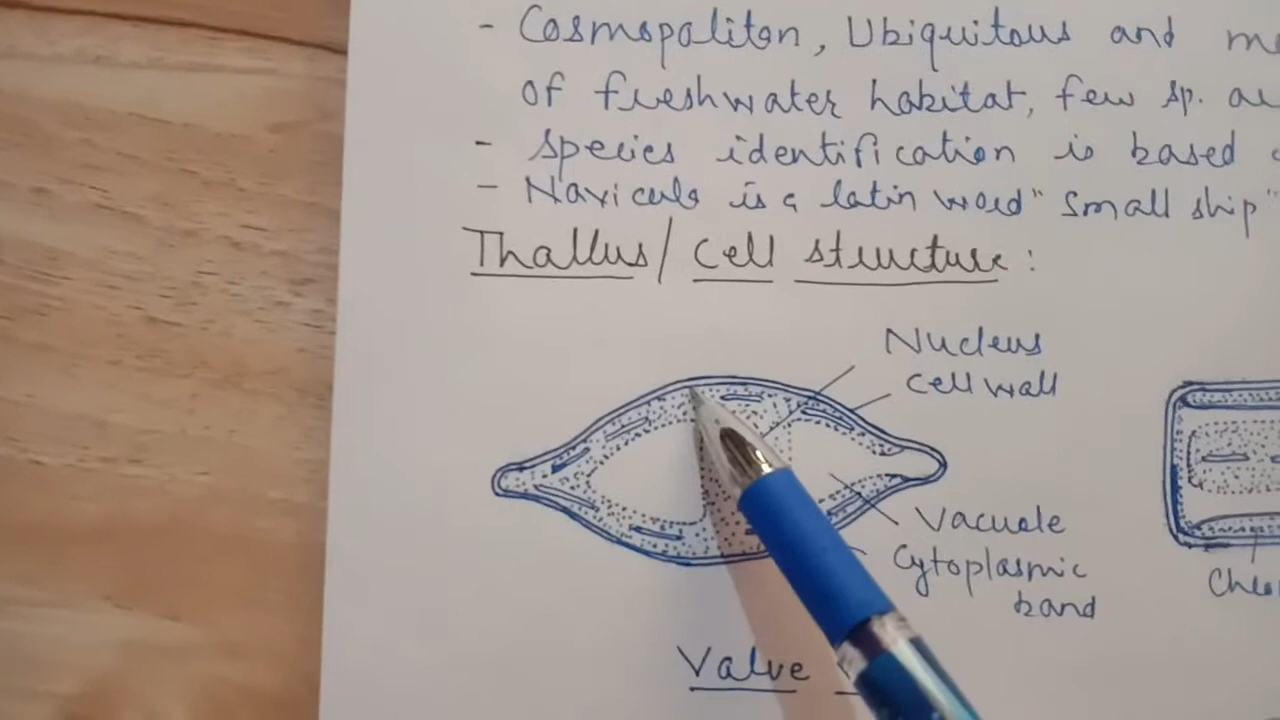 - Cosmopoliton, Ubiquitous and
of freshwater habitat, few sp.
- Species identification is based
- Navicula is a latin word "small ship"
Thallus/cell structure:
Nucleus
cell wall
Vacuole
Cytoplasmic
band
Valve